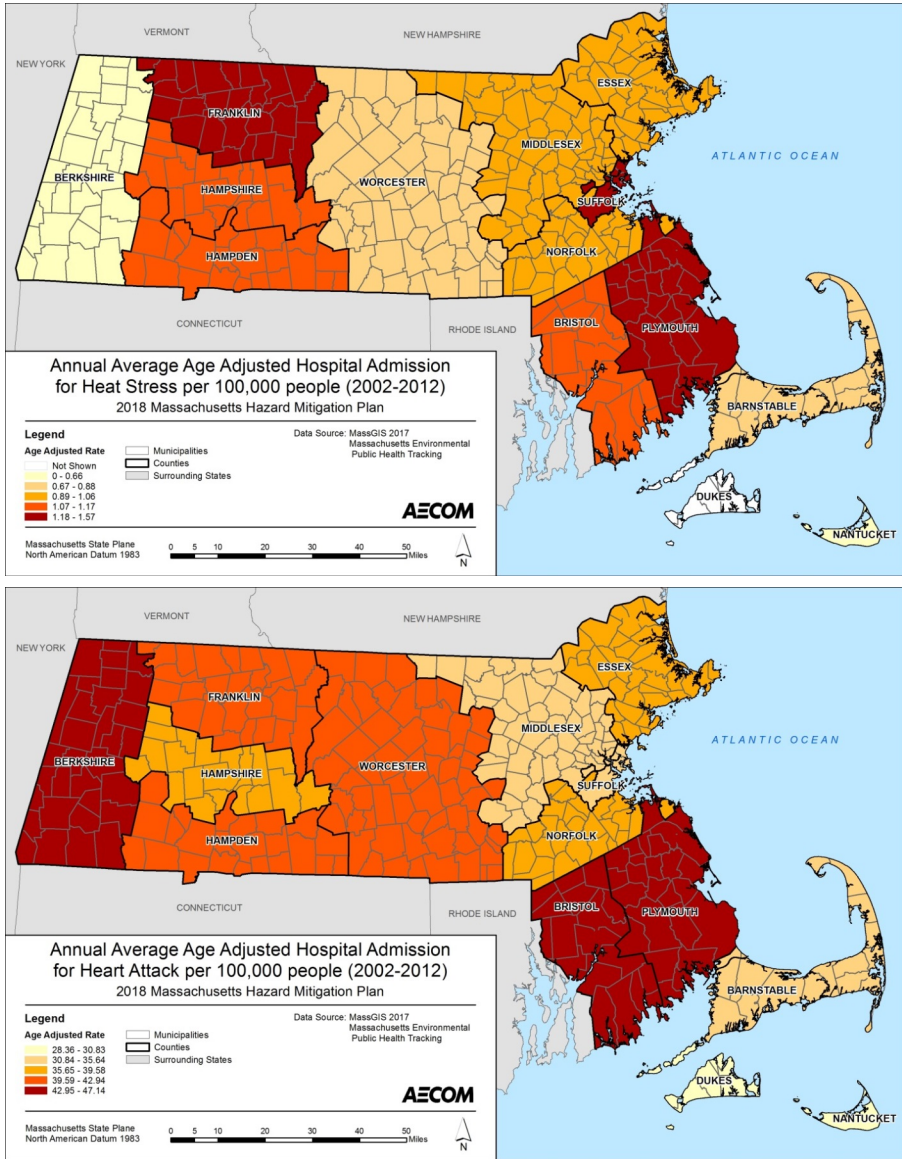 VERMONT
NEW HAMPSHIRE
NEW YORK
ESSEX
FRANKLIN
MIDDLESEX
ATLANTIC OCEAN
BERKSHIRE
HAMPSHIRE
WORCESTER
SUFFOLK
HAMPDEN
NORFOLK
CONNECTICUT
RHODE ISLAND
BRISTOL
PLYMOUTH
BARNSTABLE
DUKES
NANTUCKET
Annual Average Age Adjusted Hospital Admission
for Heat Stress per 100,000 people (2002-2012)
2018 Massachusetts Hazard Mitigation Plan
Legend
Age Adjusted Rate
Not Shown
0 - 0.66
0.67 - 0.88
0.89 - 1.06
1.07 - 1.17
1.18 - 1.57
Municipalities
Counties
Surrounding States
Data Source: MassGIS 2017
Massachusetts Environmental
Public Health Tracking
AECOM
Massachusetts State Plane
North American Datum 1983
0 5 10 20 30 40 50
Miles
N
VERMONT
NEW HAMPSHIRE
NEW YORK
ESSEX
FRANKLIN
MIDDLESEX
ATLANTIC OCEAN
BERKSHIRE
HAMPSHIRE
WORCESTER
SUFFOLK
HAMPDEN
NORFOLK
CONNECTICUT
RHODE ISLAND
BRISTOL
PLYMOUTH
BARNSTABLE
DUKES
NANTUCKET
Annual Average Age Adjusted Hospital Admission
for Heart Attack per 100,000 people (2002-2012)
2018 Massachusetts Hazard Mitigation Plan
Legend
Age Adjusted Rate
28.36 - 30.83
30.84 - 35.64
35.65 - 39.58
39.59 - 42.94
42.95 - 47.14
Municipalities
Counties
Surrounding States
Data Source: MassGIS 2017
Massachusetts Environmental
Public Health Tracking
AECOM
Massachusetts State Plane
North American Datum 1983
0 5 10 20 30 40 50
Miles
N